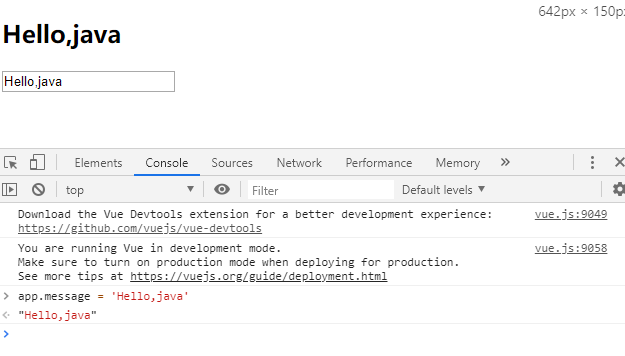 642px × 150p
Hello,java
Hello,java
Elements Console Sources Network Performance Memory »
top ▼ Filter Default levels ▼
Download the Vue Devtools extension for a better development experience: vue.js:9049
https://github.com/vuejs/vue-devtools
You are running Vue in development mode. vue.js:9058
Make sure to turn on production mode when deploying for production.
See more tips at https://vuejs.org/guide/deployment.html
> app.message = 'Hello,java'
"Hello,java"
>